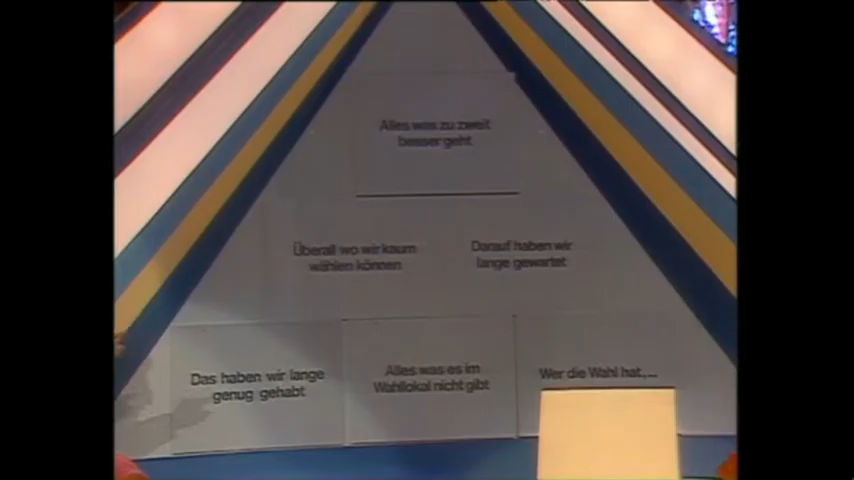 Alles was zu zweit
besser geht
Überall wo wir kaum
wählen können
Darauf haben wir
lange gewartet
Das haben wir lange
genug gehabt
Alles was es im
Wahllokal nicht gibt
Wer die Wahl hat,...